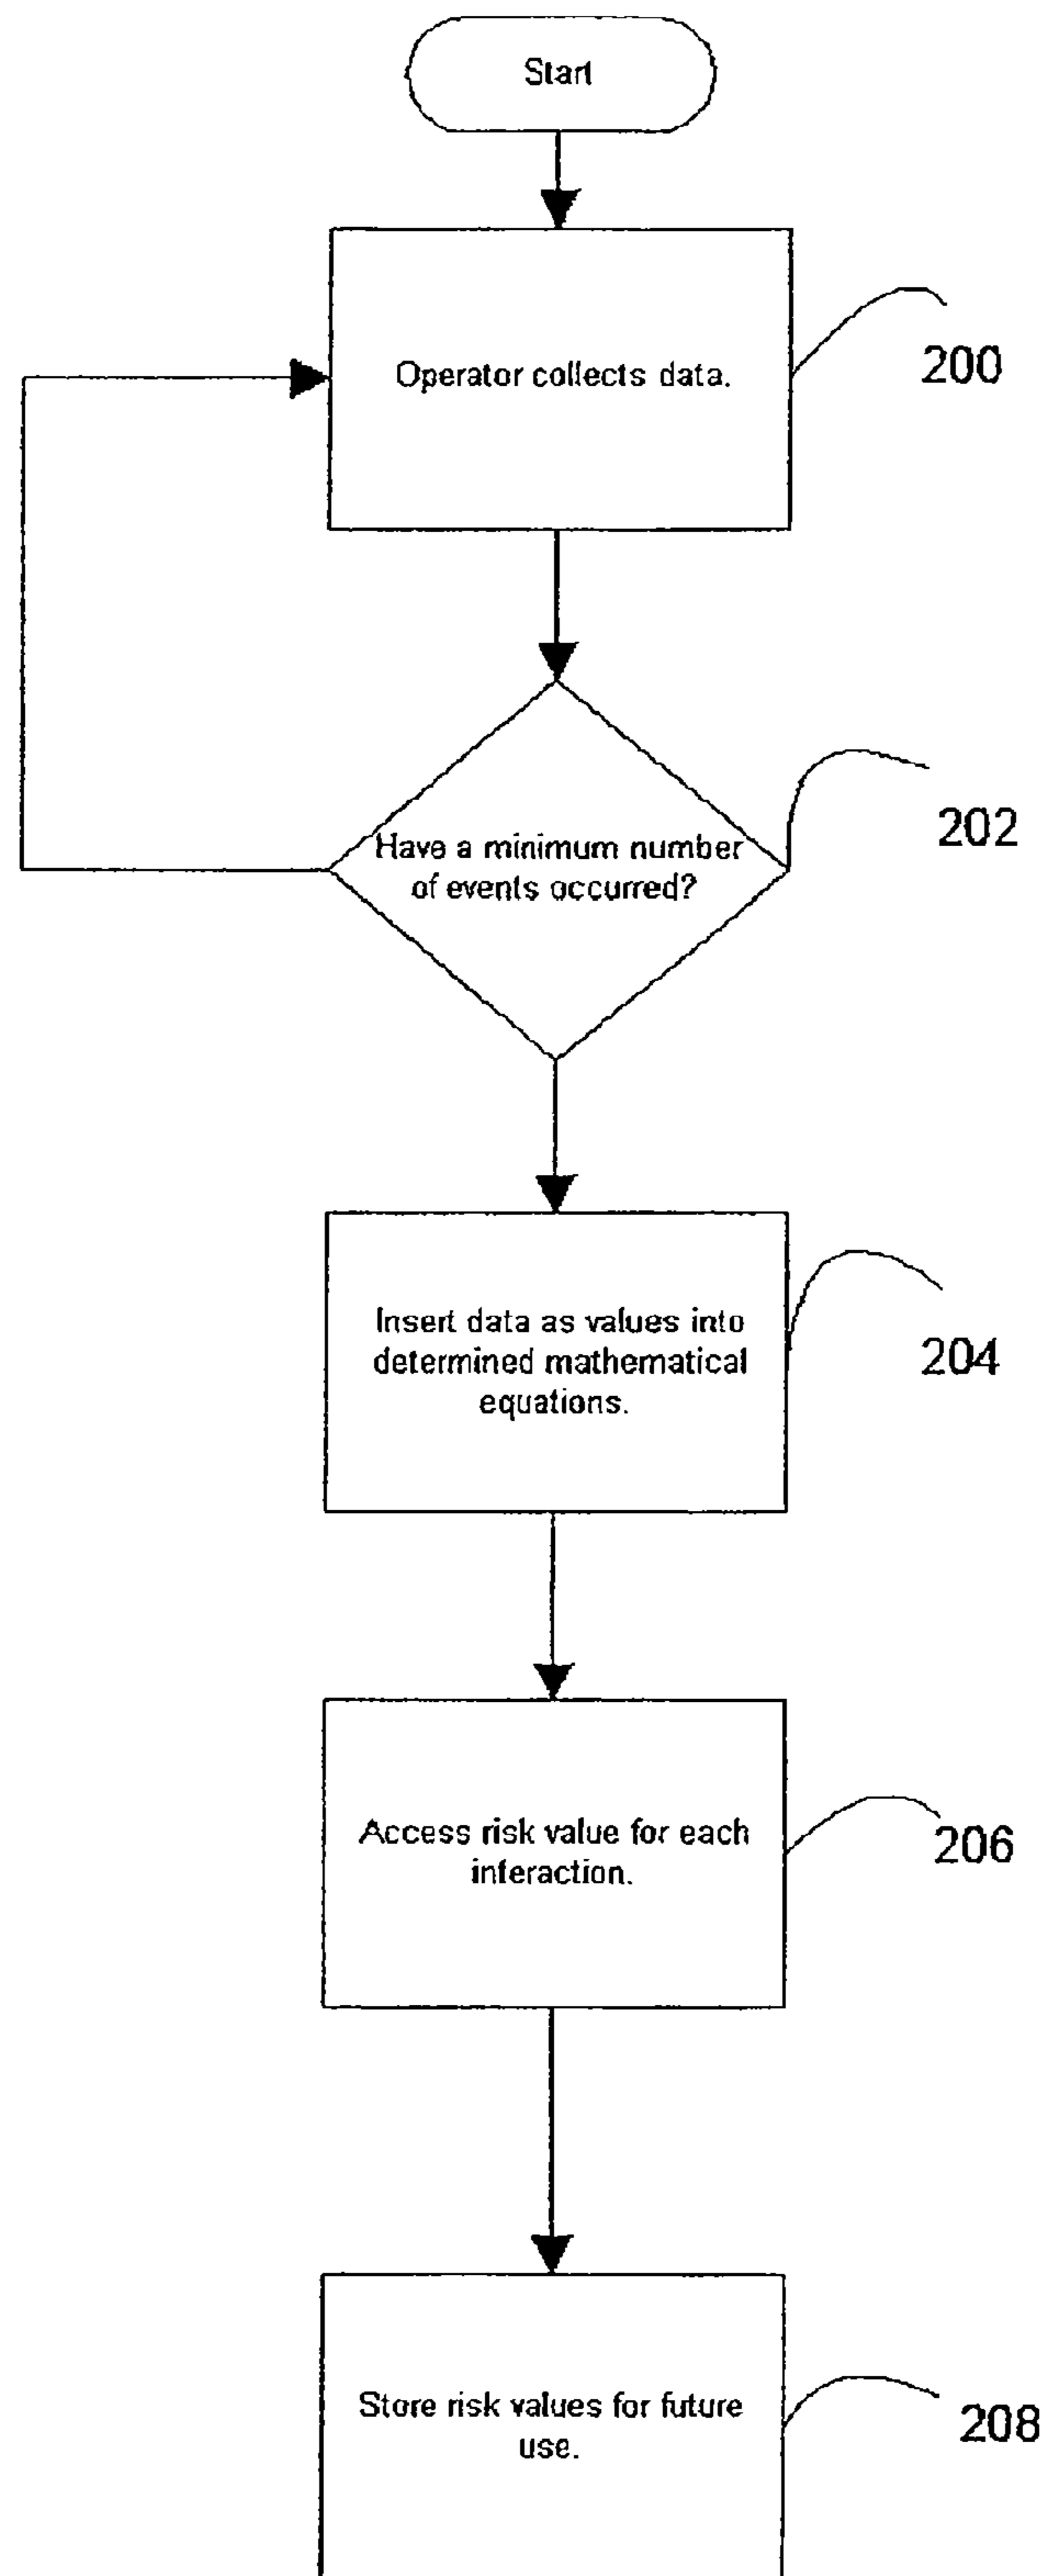 Start
Operator collects data.
200
Have a minimum number
of events occurred?
202
Insert data as values into
determined mathematical
equations.
204
Access risk value for each
interaction.
206
Store risk values for future
use.
208